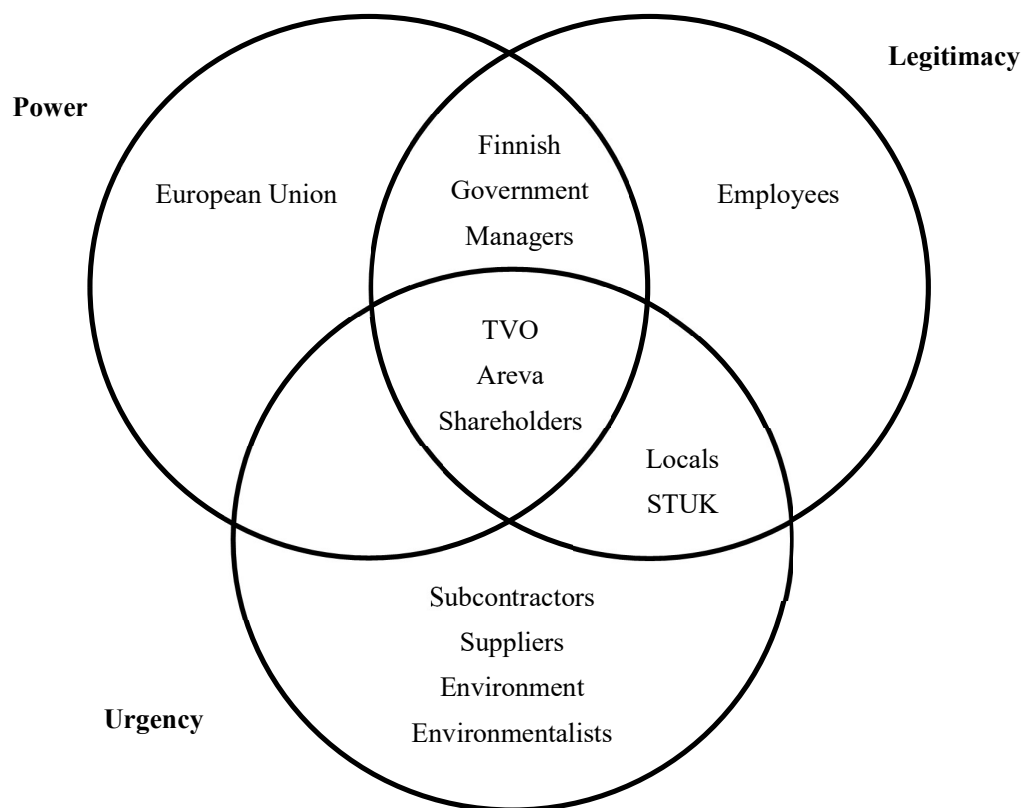 Legitimacy
Power
Finnish
Government
Managers
European Union
Employees
TVO
Areva
Shareholders
Locals
STUK
Subcontractors
Suppliers
Environment
Environmentalists
Urgency